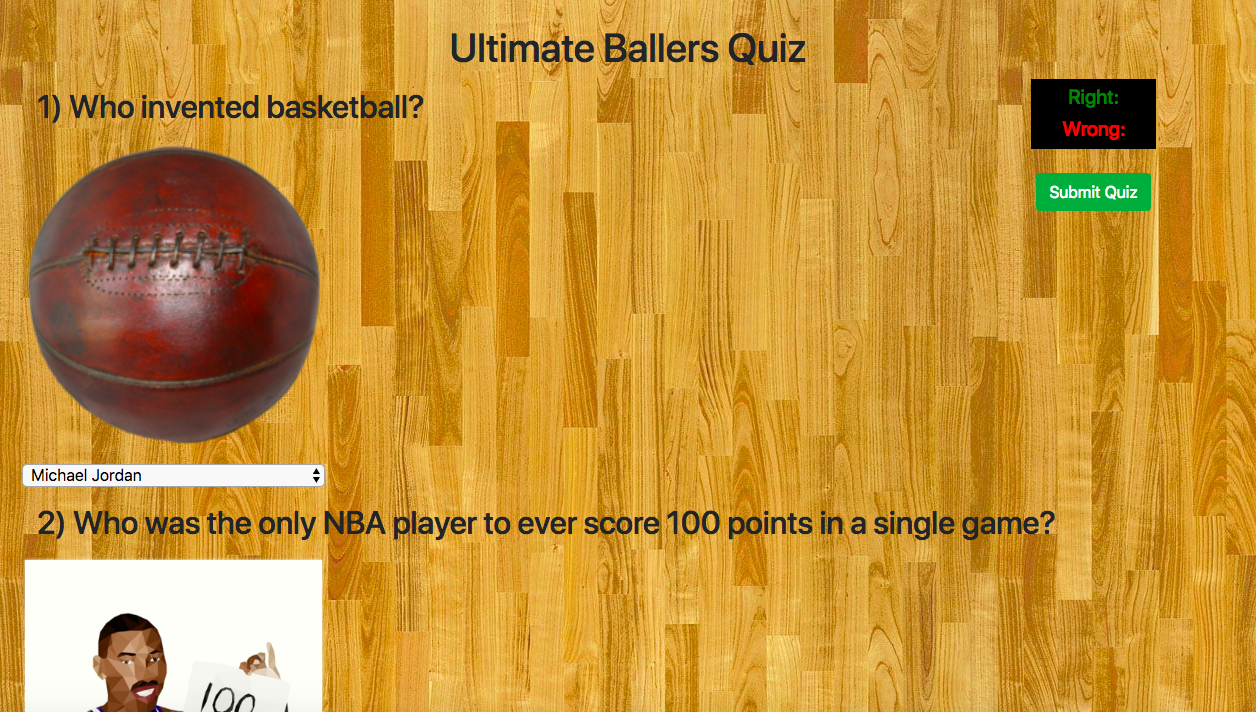 Ultimate Ballers Quiz
1) Who invented basketball?
Right:
Wrong:
Submit Quiz
Michael Jordan
2) Who was the only NBA player to ever score 100 points in a single game?
100